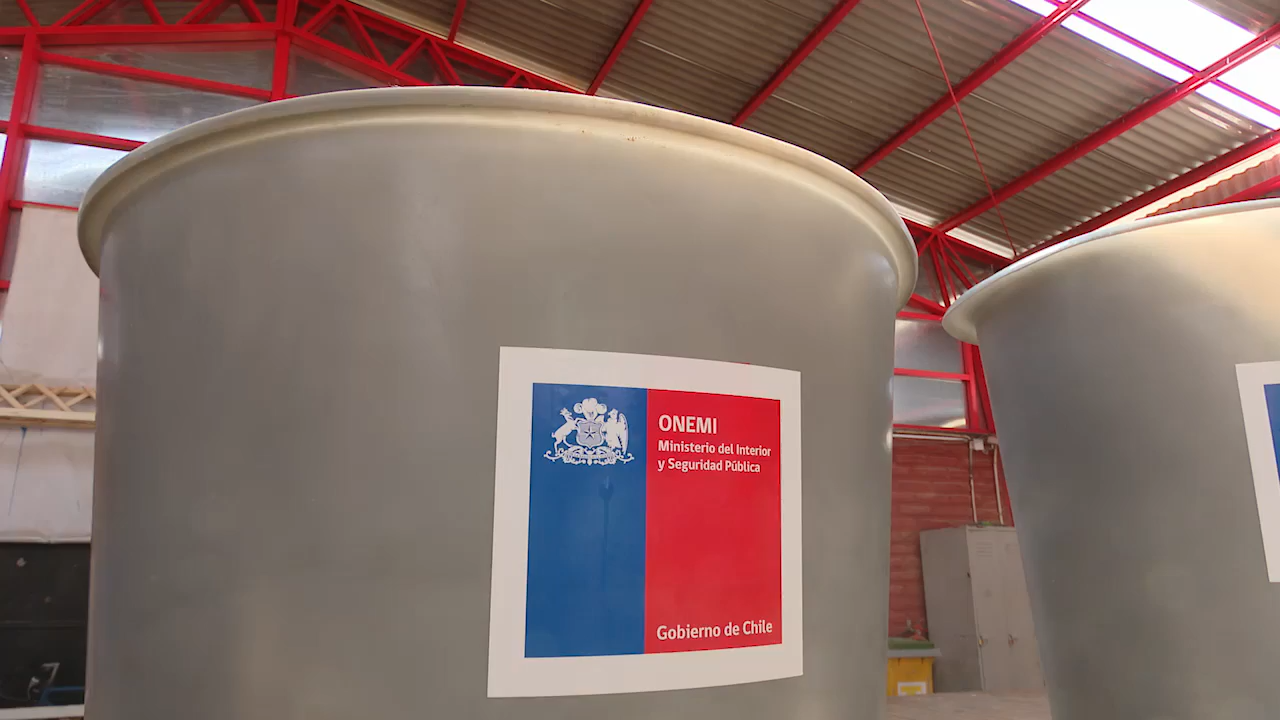 ONEMI
Ministerio del Interior
y Seguridad Pública
Gobierno de Chile